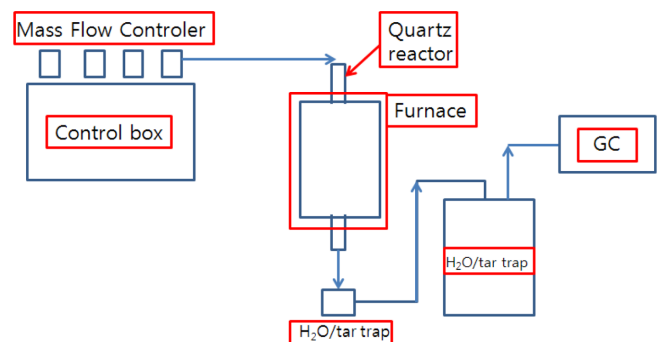 Mass Flow Controler
Quartz
reactor
Furnace
Control box
GC
H₂O/tar trap
H₂O/tar trap